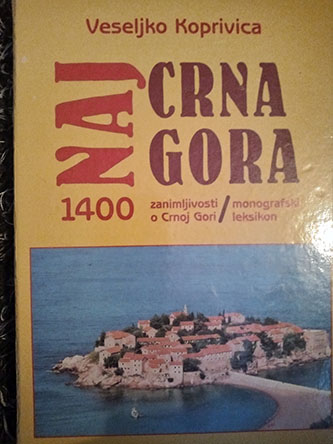 Veseljko Koprivica
NAJ
CRNA
GORA
1400
zanimljivosti / monografski
o Crnoj Gori / leksikon